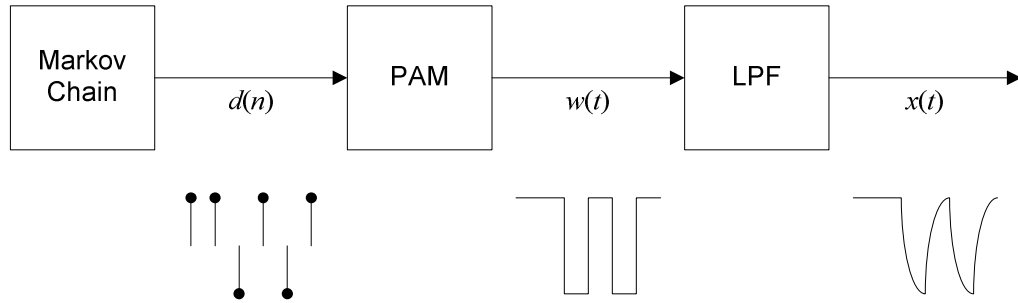 Markov
Chain
d(n)
PAM
w(t)
LPF
x(t)